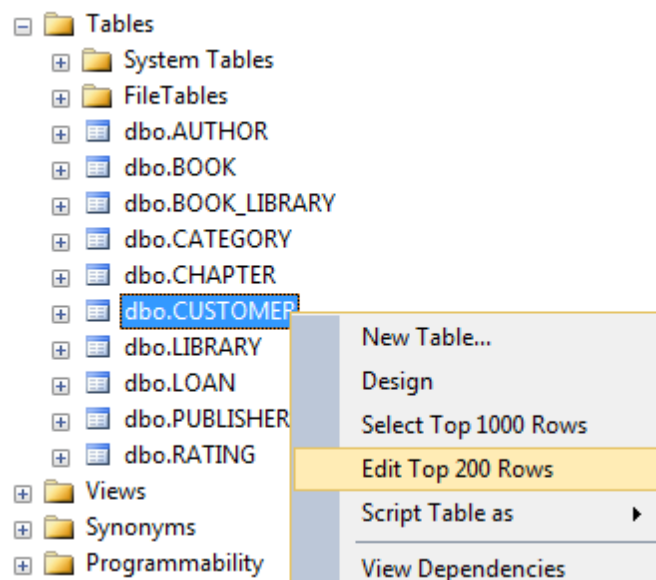 Tables
System Tables
FileTables
dbo.AUTHOR
dbo.BOOK
dbo.BOOK_LIBRARY
dbo.CATEGORY
dbo.CHAPTER
dbo.CUSTOMER
dbo.LIBRARY
dbo.LOAN
dbo.PUBLISHER
dbo.RATING
Views
Synonyms
Programmability
New Table...
Design
Select Top 1000 Rows
Edit Top 200 Rows
Script Table as
View Dependencies